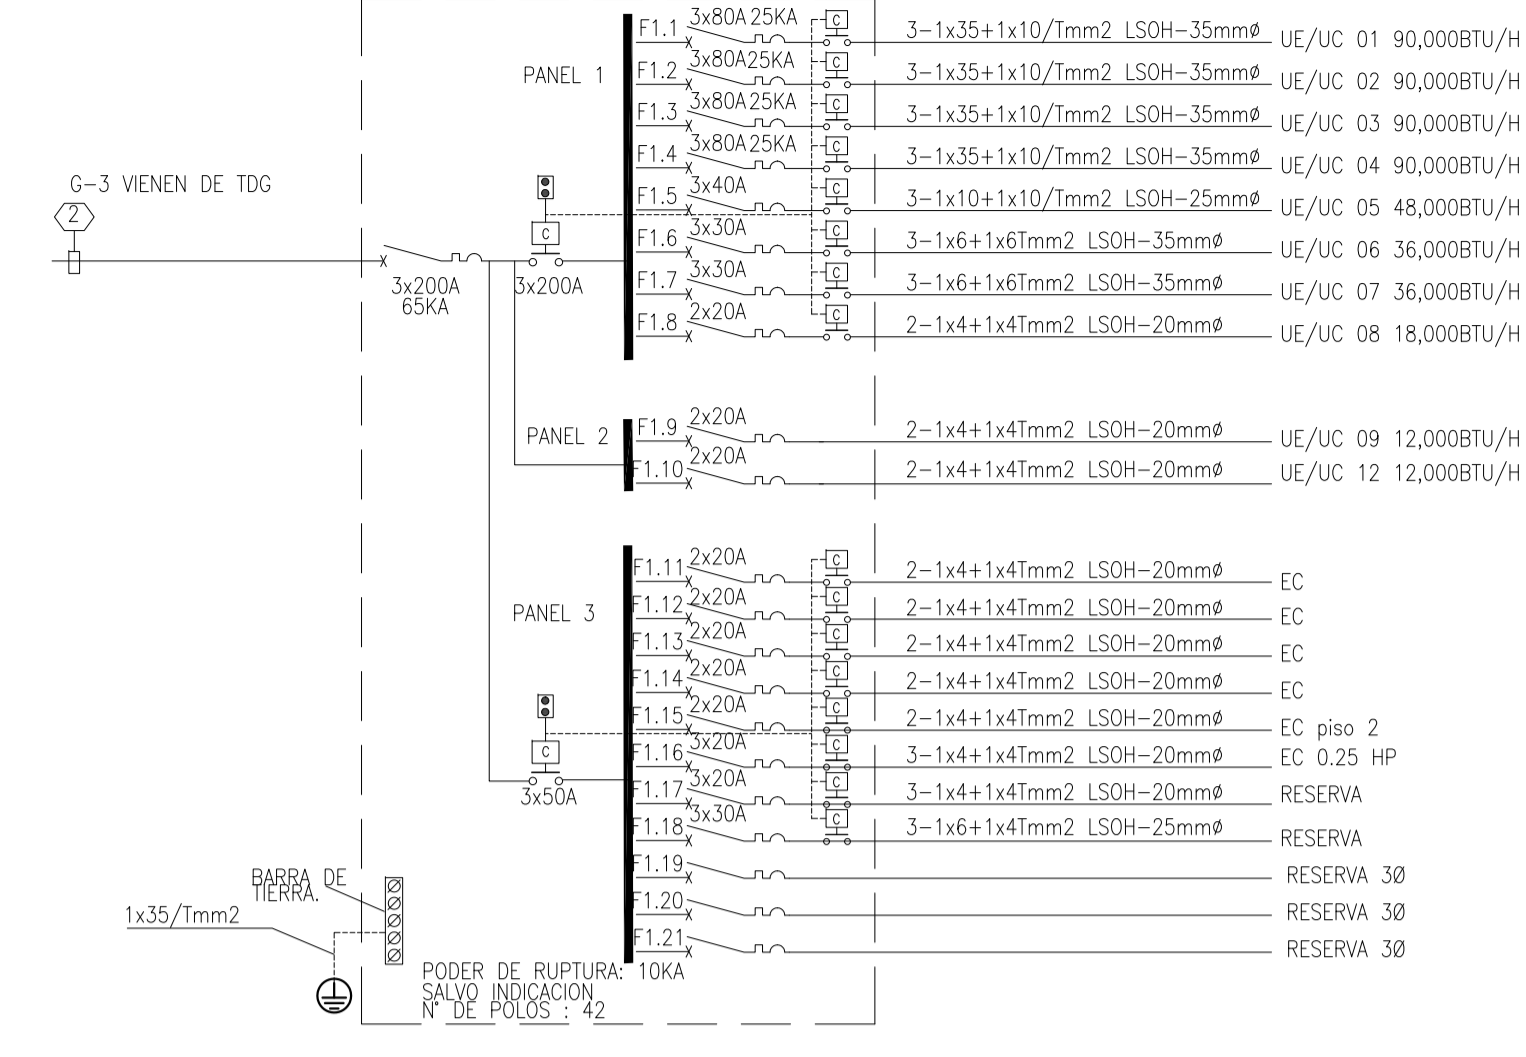 G-3 VIENEN DE TDG
2
3x200A
65KA
C
3x200A
PANEL 1
F1.1 3x80A 25KA C 3-1x35+1x10/Tmm2 LSOH-35mmø UE/UC 01 90,000BTU/H
F1.2 3x80A 25KA C 3-1x35+1x10/Tmm2 LSOH-35mmø UE/UC 02 90,000BTU/H
F1.3 3x80A 25KA C 3-1x35+1x10/Tmm2 LSOH-35mmø UE/UC 03 90,000BTU/H
F1.4 3x80A 25KA C 3-1x35+1x10/Tmm2 LSOH-35mmø UE/UC 04 90,000BTU/H
F1.5 3x40A C 3-1x10+1x10/Tmm2 LSOH-25mmø UE/UC 05 48,000BTU/H
F1.6 3x30A C 3-1x6+1x6Tmm2 LSOH-35mmø UE/UC 06 36,000BTU/H
F1.7 3x30A C 3-1x6+1x6Tmm2 LSOH-35mmø UE/UC 07 36,000BTU/H
F1.8 2x20A C 2-1x4+1x4Tmm2 LSOH-20mmø UE/UC 08 18,000BTU/H
PANEL 2
F1.9 2x20A 2-1x4+1x4Tmm2 LSOH-20mmø UE/UC 09 12,000BTU/H
F1.10 2x20A 2-1x4+1x4Tmm2 LSOH-20mmø UE/UC 12 12,000BTU/H
PANEL 3
C
3x50A
F1.11 2x20A C 2-1x4+1x4Tmm2 LSOH-20mmø EC
F1.12 2x20A C 2-1x4+1x4Tmm2 LSOH-20mmø EC
F1.13 2x20A C 2-1x4+1x4Tmm2 LSOH-20mmø EC
F1.14 2x20A C 2-1x4+1x4Tmm2 LSOH-20mmø EC
F1.15 2x20A C 2-1x4+1x4Tmm2 LSOH-20mmø EC piso 2
F1.16 3x20A C 3-1x4+1x4Tmm2 LSOH-20mmø EC 0.25 HP
F1.17 3x20A C 3-1x4+1x4Tmm2 LSOH-20mmø RESERVA
F1.18 3x30A C 3-1x6+1x4Tmm2 LSOH-25mmø RESERVA
F1.19 RESERVA 3Ø
F1.20 RESERVA 3Ø
F1.21 RESERVA 3Ø
BARRA DE
TIERRA.
1x35/Tmm2
PODER DE RUPTURA: 10KA
SALVO INDICACION
N° DE POLOS : 42